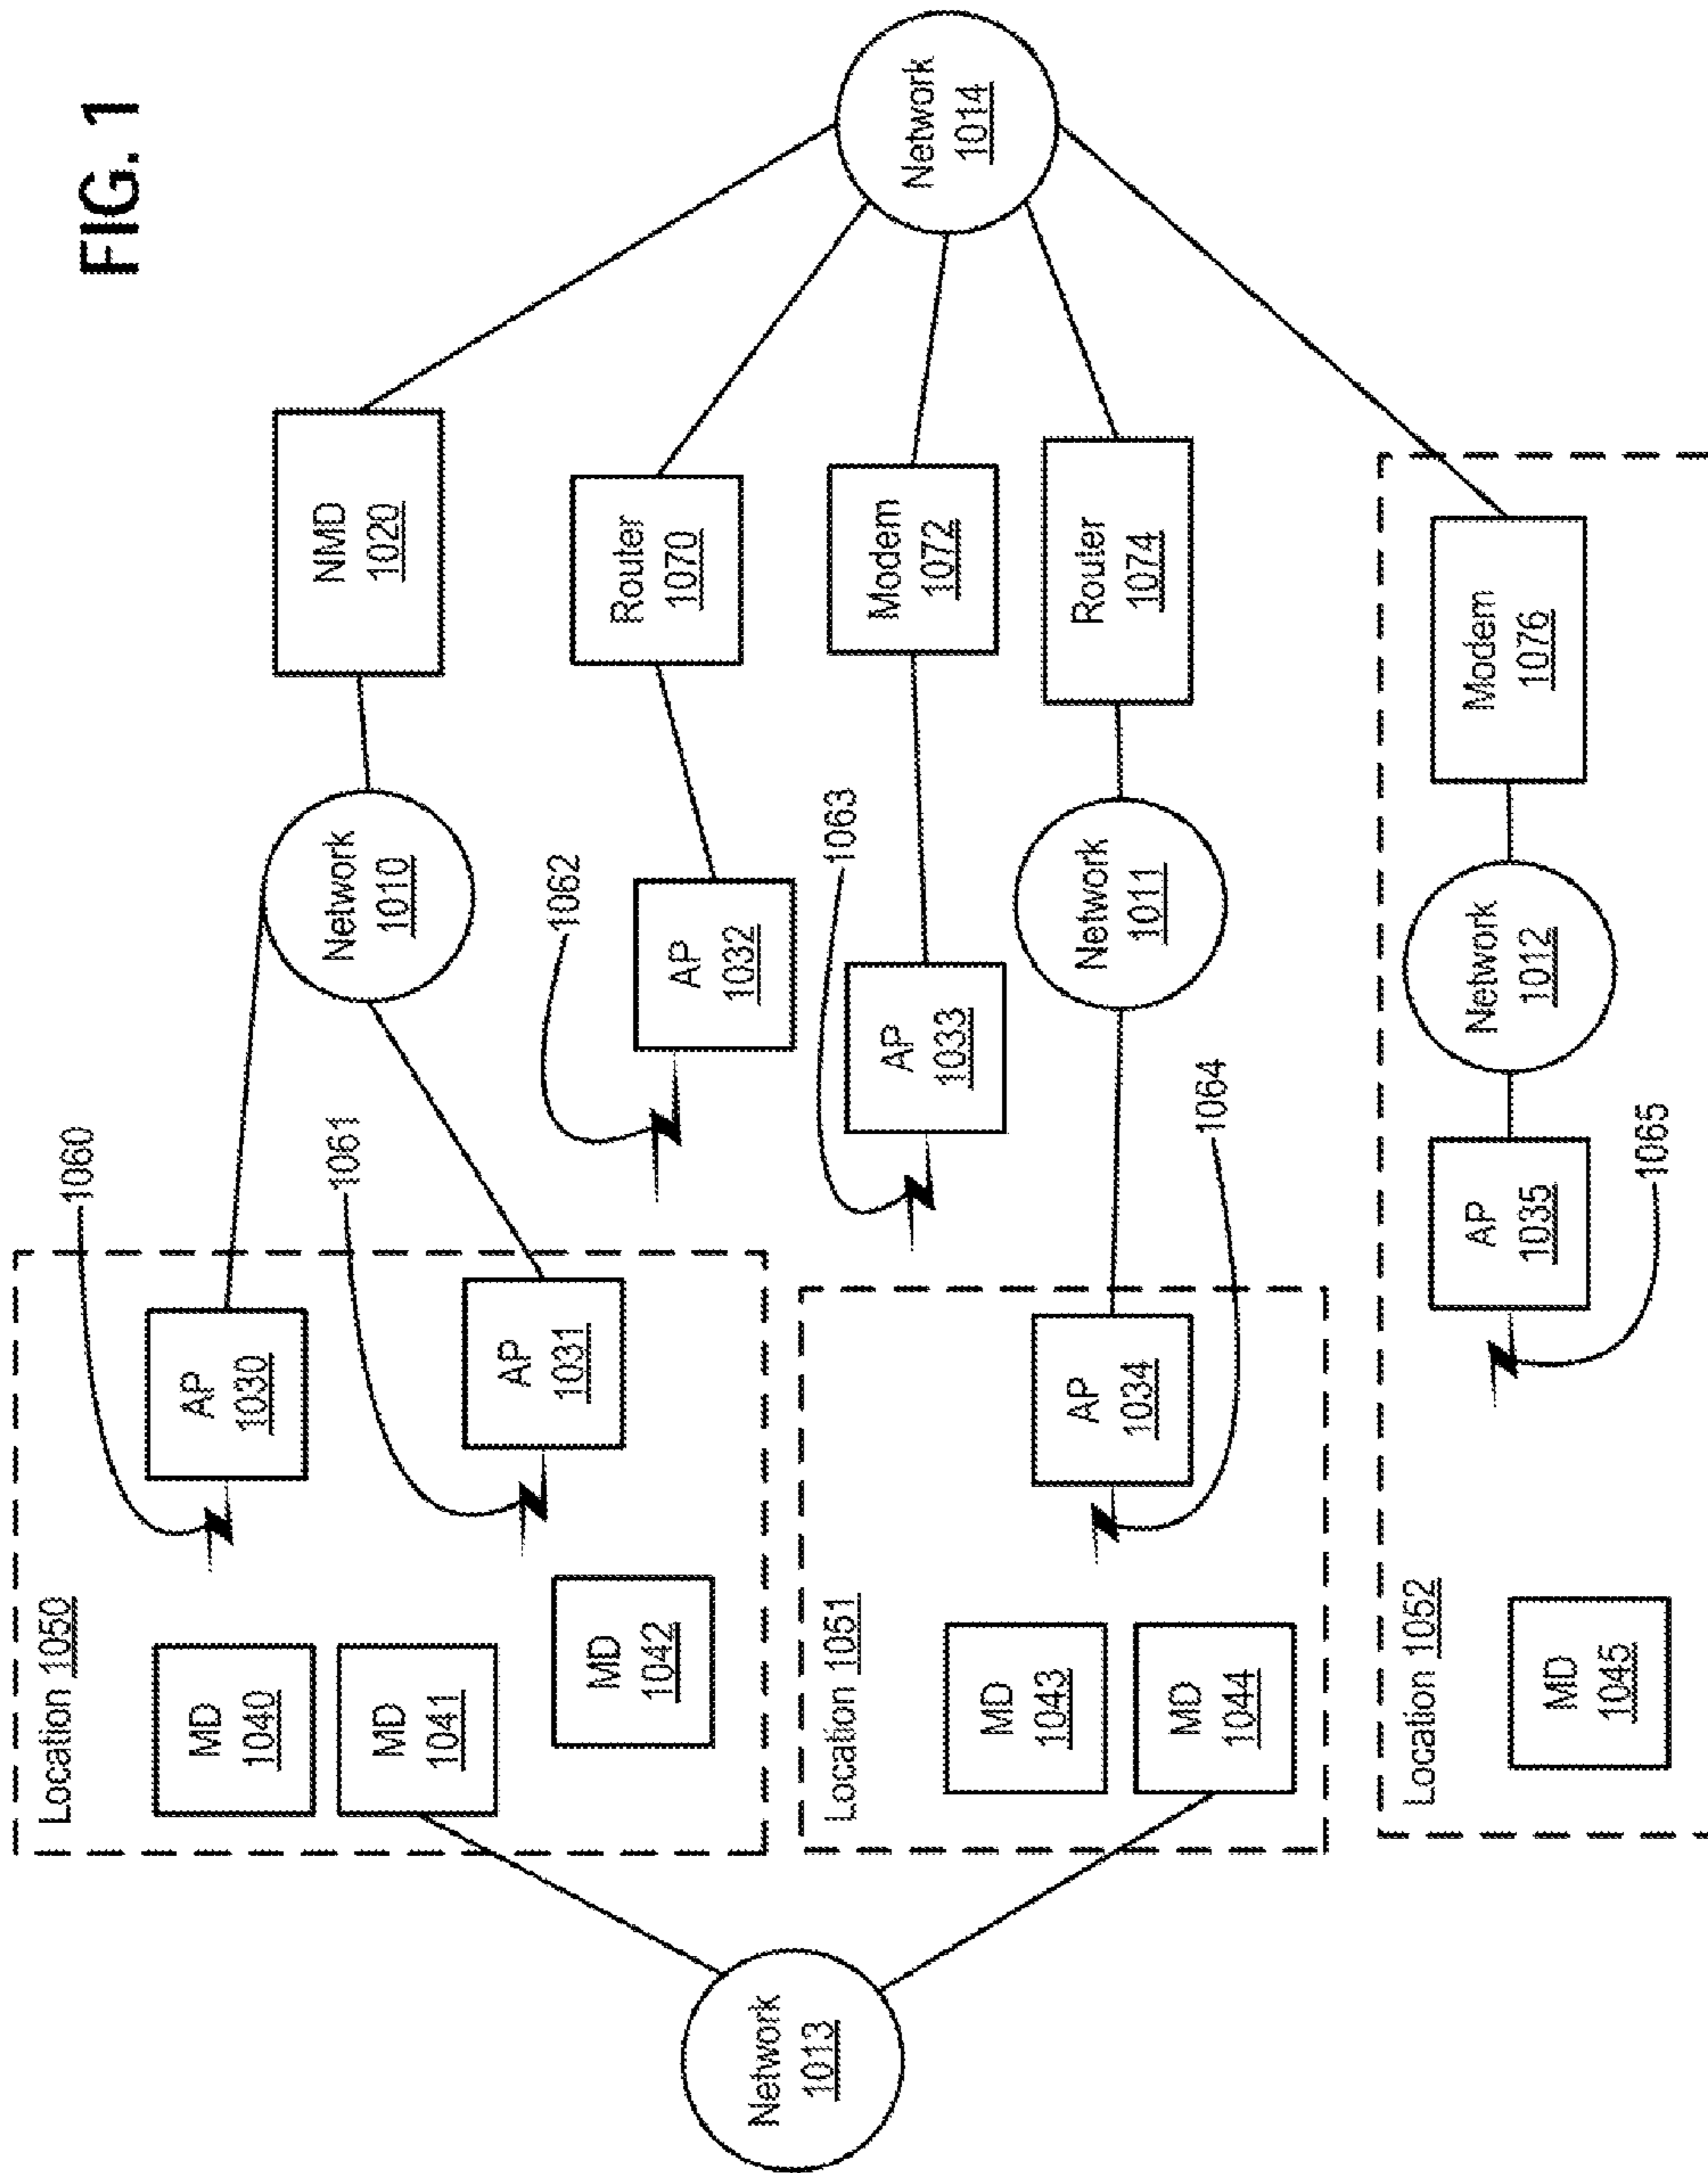 FIG. 1
Location 1050
MD
1040
MD
1041
MD
1042
AP
1030
AP
1031
1060
1061
Network
1010
NMD
1020
1062
AP
1032
Router
1070
1063
AP
1033
Modem
1072
Network
1013
Network
1014
Location 1051
MD
1043
MD
1044
AP
1034
1064
Network
1011
Router
1074
Location 1052
MD
1045
AP
1035
1065
Network
1012
Modem
1076